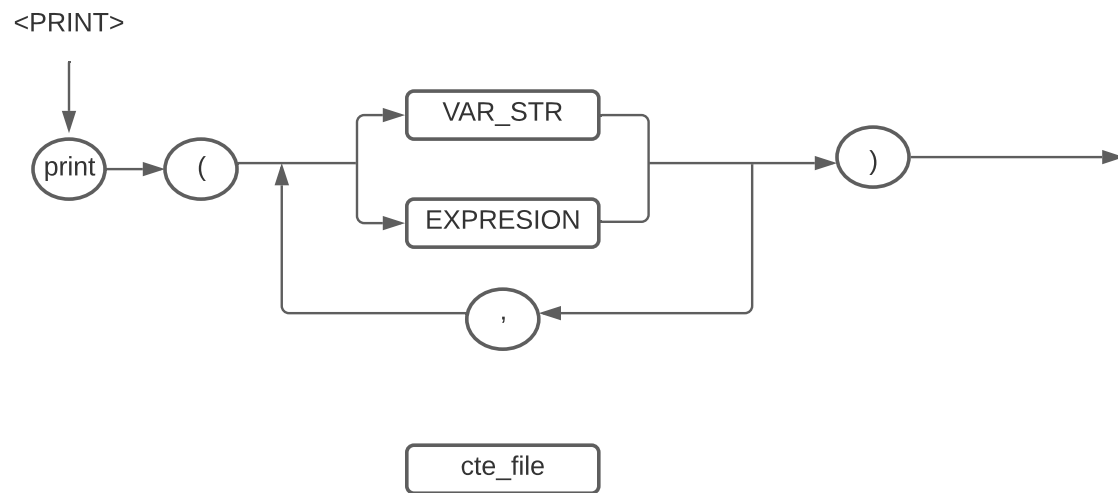 <PRINT>
VAR_STR
print
(
)
EXPRESION
,
cte_file